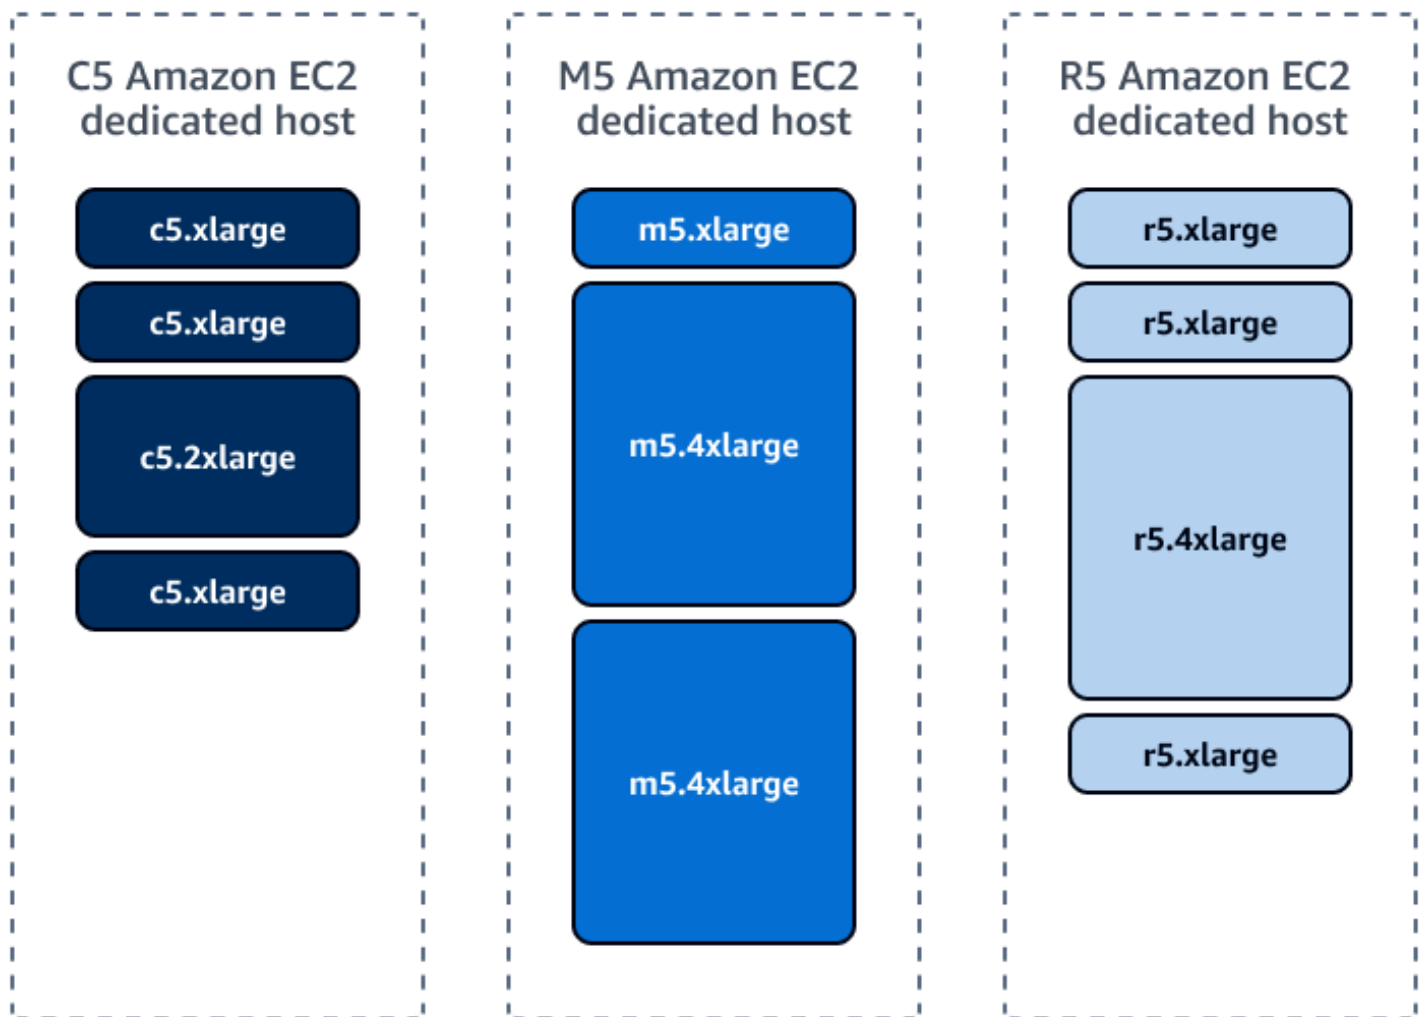 C5 Amazon EC2
dedicated host
c5.xlarge
c5.xlarge
c5.2xlarge
c5.xlarge
M5 Amazon EC2
dedicated host
m5.xlarge
m5.4xlarge
m5.4xlarge
R5 Amazon EC2
dedicated host
r5.xlarge
r5.xlarge
r5.4xlarge
r5.xlarge